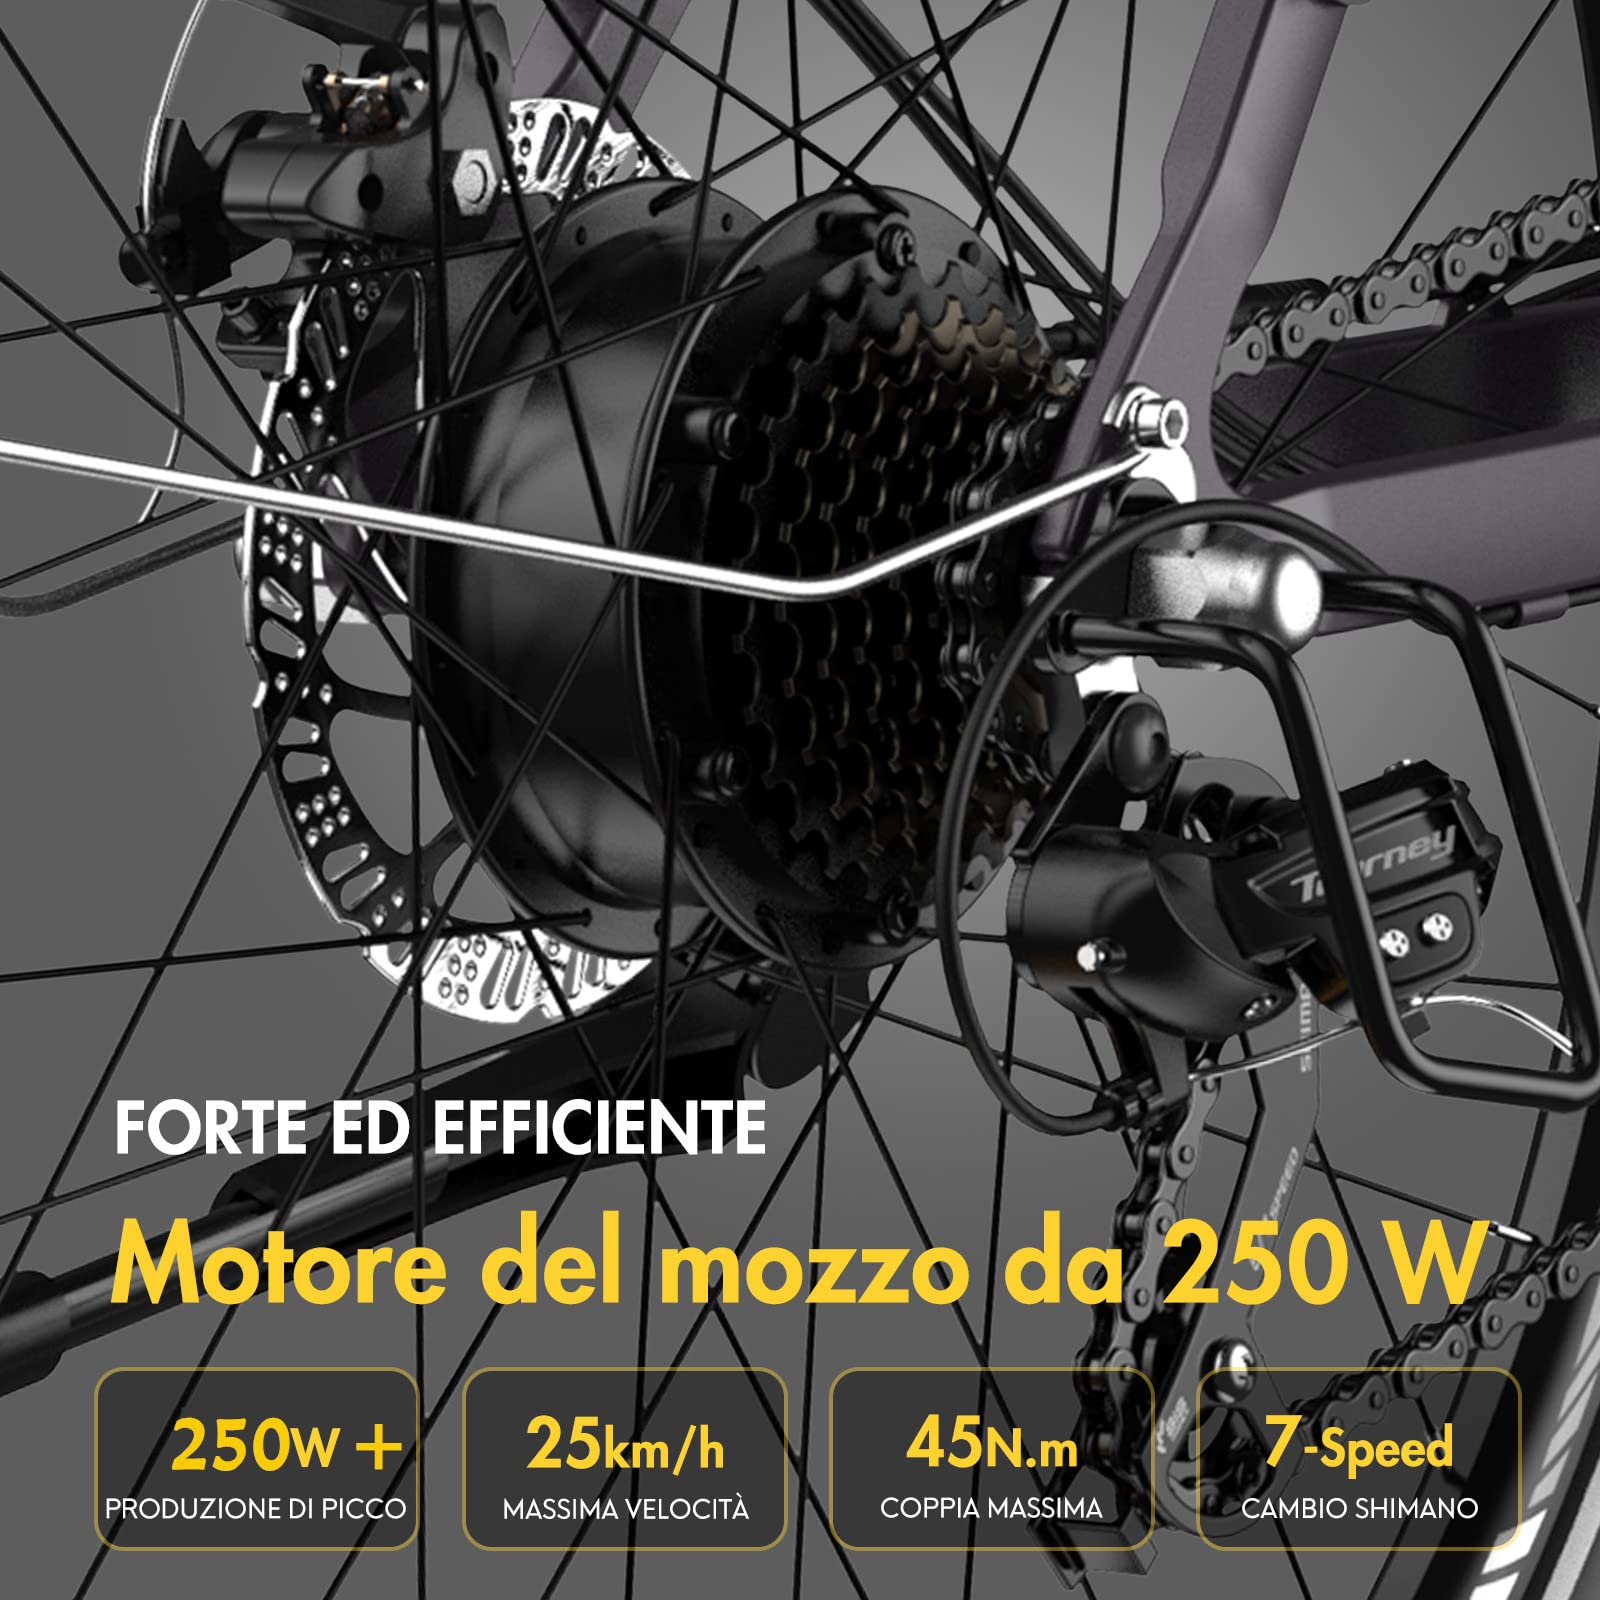 Tourney
FORTE ED EFFICIENTE
Motore del mozzo da 250 W
250W +
PRODUZIONE DI PICCO
25km/h
MASSIMA VELOCITÀ
45N.m
COPPIA MASSIMA
7-Speed
CAMBIO SHIMANO